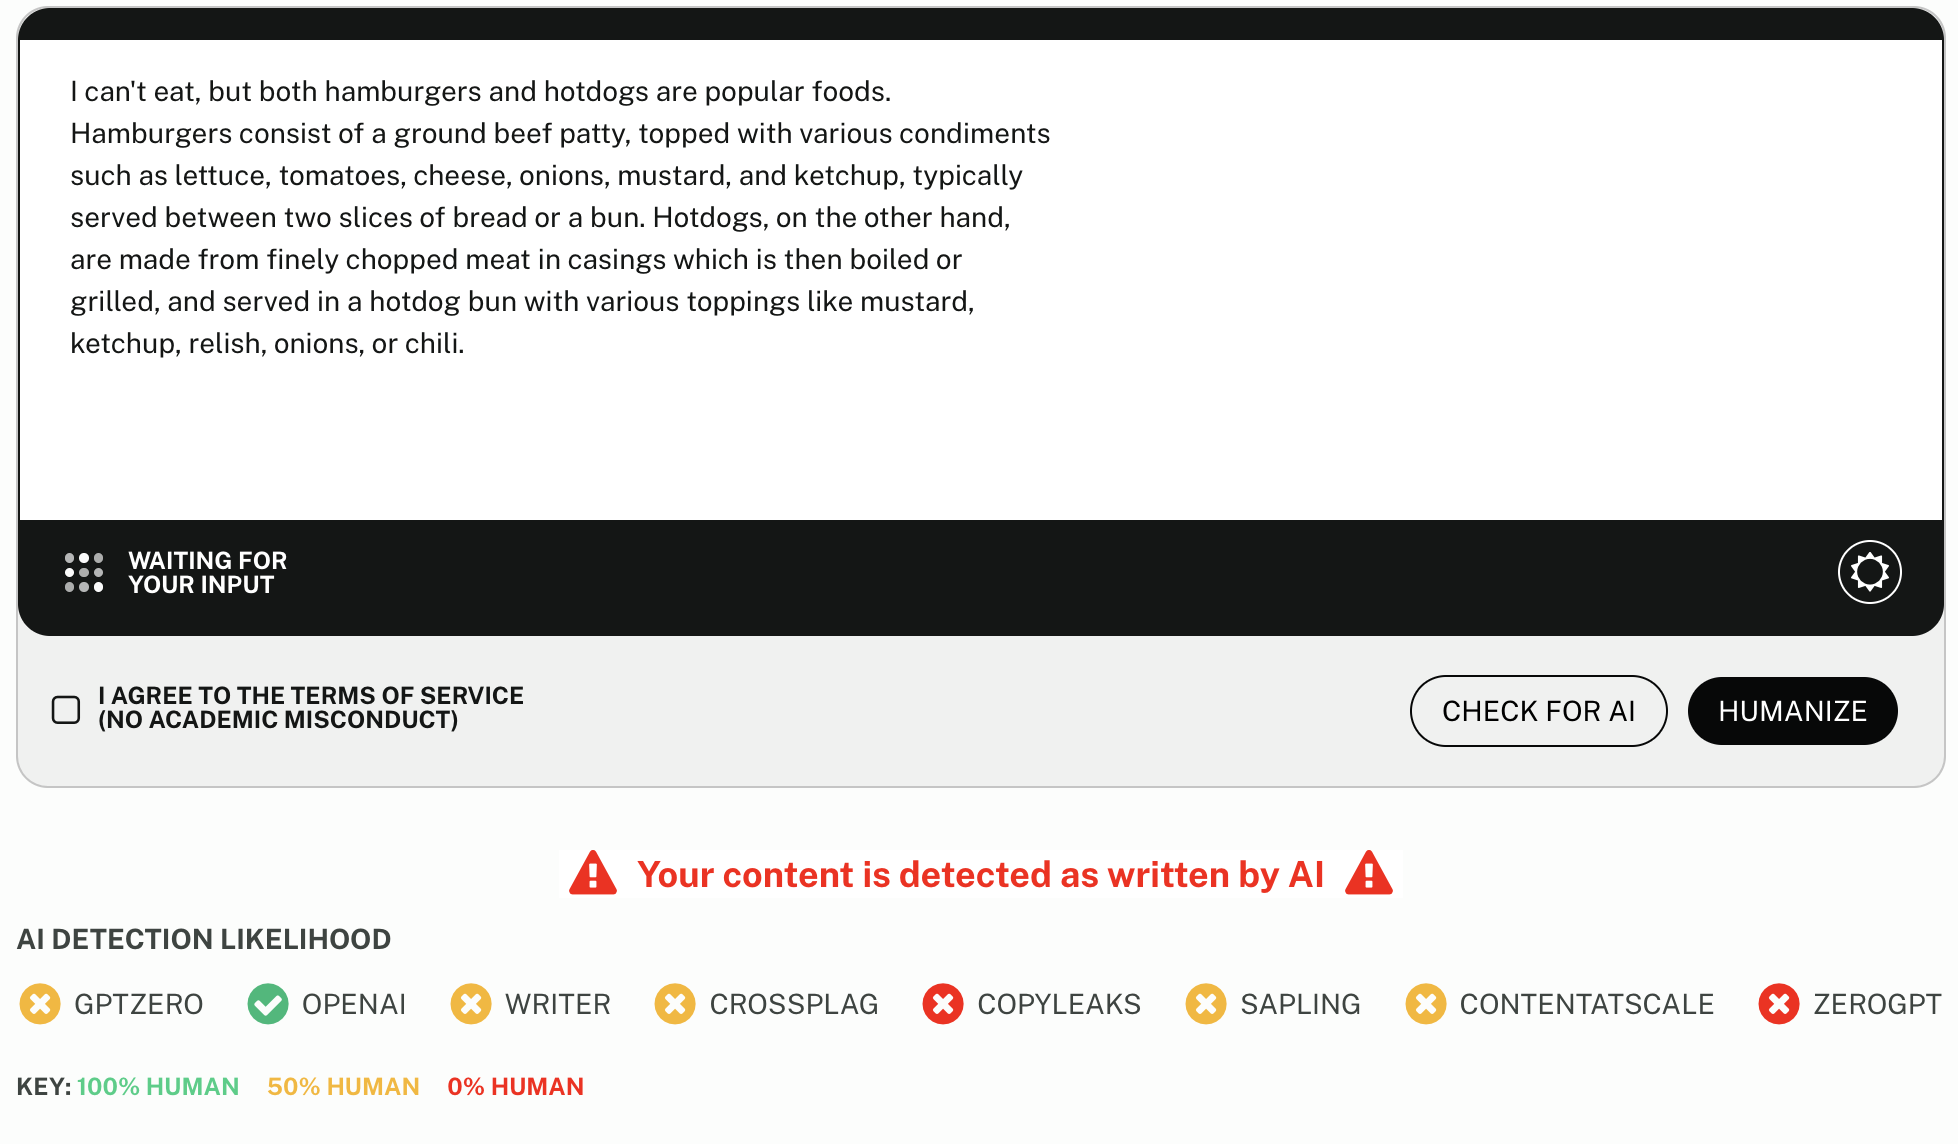 I can't eat, but both hamburgers and hotdogs are popular foods.
Hamburgers consist of a ground beef patty, topped with various condiments
such as lettuce, tomatoes, cheese, onions, mustard, and ketchup, typically
served between two slices of bread or a bun. Hotdogs, on the other hand,
are made from finely chopped meat in casings which is then boiled or
grilled, and served in a hotdog bun with various toppings like mustard,
ketchup, relish, onions, or chili.
WAITING FOR
YOUR INPUT
I AGREE TO THE TERMS OF SERVICE
(NO ACADEMIC MISCONDUCT)
CHECK FOR AI
HUMANIZE
Your content is detected as written by AI
AI DETECTION LIKELIHOOD
GPTZERO OPENAI WRITER CROSSPLAG COPYLEAKS SAPLING CONTENTATSCALE ZEROGPT
KEY: 100% HUMAN 50% HUMAN 0% HUMAN